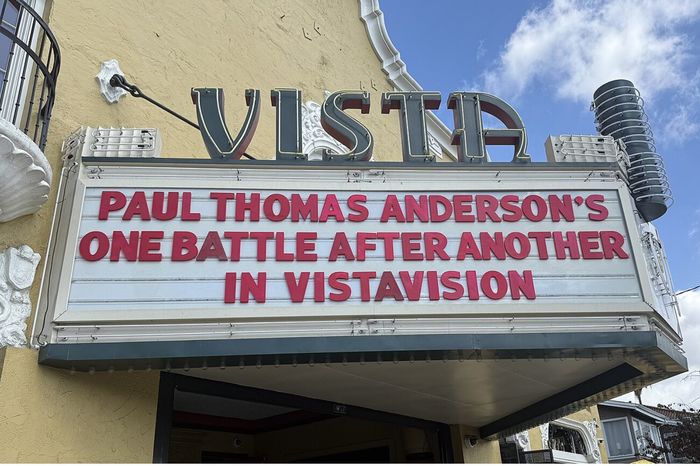 VISTA
PAUL THOMAS ANDERSON'S
ONE BATTLE AFTER ANOTHER
IN VISTAVISION